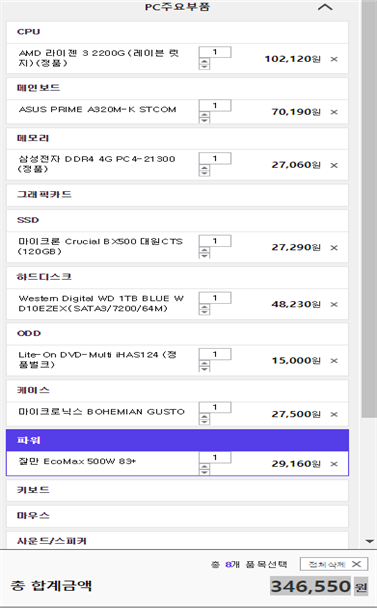 PC주요부품
CPU
AMD 라이젠 3 2200G (레이븐 릿
지) (정품)
1
102,120원 ×
메인보드
ASUS PRIME A320M-K STCOM
1
70,190원 ×
메모리
삼성전자 DDR4 4G PC4-21300
(정품)
1
27,060원 ×
그래픽카드
SSD
마이크론 Crucial BX500 대원CTS
(120GB)
1
27,290원 ×
하드디스크
Western Digital WD 1TB BLUE W
D10EZEX(SATA3/7200/64M)
1
48,230원 ×
ODD
Lite-On DVD-Multi iHAS124 (정
품벌크)
1
15,000원 ×
케이스
마이크로닉스 BOHEMIAN GUSTO
1
27,500원 ×
파워
잘만 EcoMax 500W 83+
1
29,160원 ×
키보드
마우스
사운드/스피커
총 8개 품목선택
전체삭제 ×
총 합계금액
346,550 원